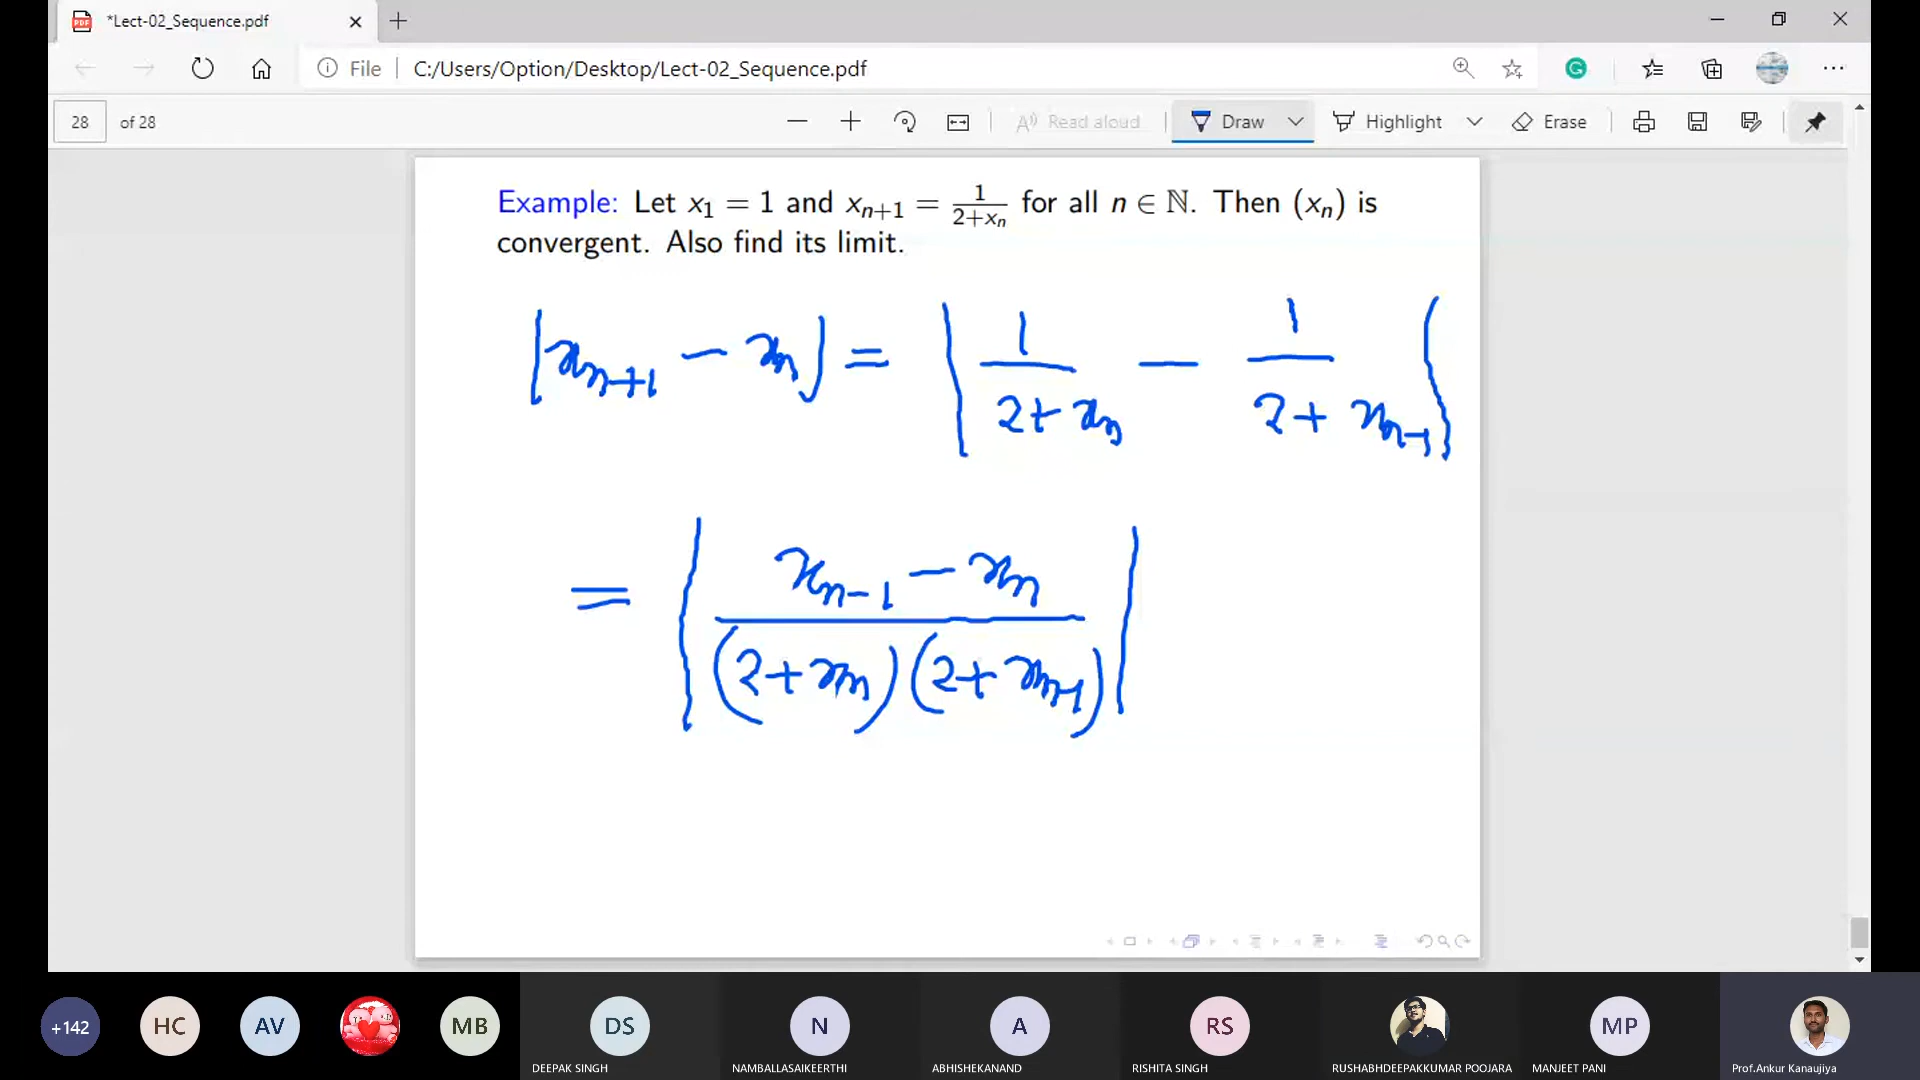 *Lect-02_Sequence.pdf
File C:/Users/Option/Desktop/Lect-02_Sequence.pdf
28 of 28 Read aloud Draw Highlight Erase
Example: Let x₁ = 1 and xₙ₊₁ = 1/(2+xₙ) for all n ∈ ℕ. Then (xₙ) is
convergent. Also find its limit.
|xₙ₊₁ − xₙ| = | 1/(2+xₙ) − 1/(2+xₙ₋₁) |
= | (xₙ₋₁ − xₙ)/((2+xₙ)(2+xₙ₋₁)) |
+142 HC AV MB DS N A RS MP
DEEPAK SINGH NAMBALLASAIKEERTHI ABHISHEKANAND RISHITA SINGH RUSHABHDEEPAKKUMAR POOJARA MANJEET PANI Prof.Ankur Kanaujiya